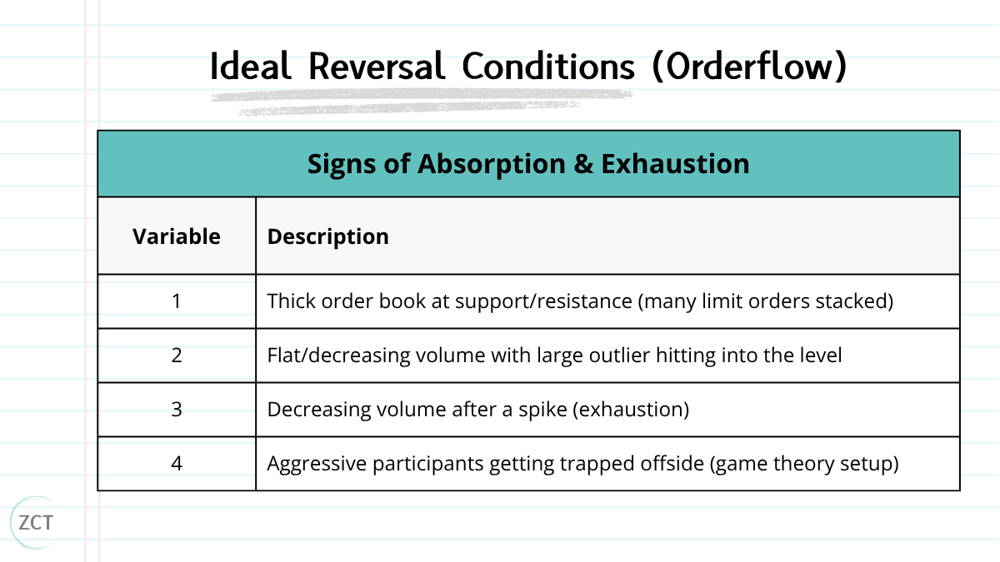 Ideal Reversal Conditions (Orderflow)
Signs of Absorption & Exhaustion
Variable Description
1 Thick order book at support/resistance (many limit orders stacked)
2 Flat/decreasing volume with large outlier hitting into the level
3 Decreasing volume after a spike (exhaustion)
4 Aggressive participants getting trapped offside (game theory setup)
ZCT